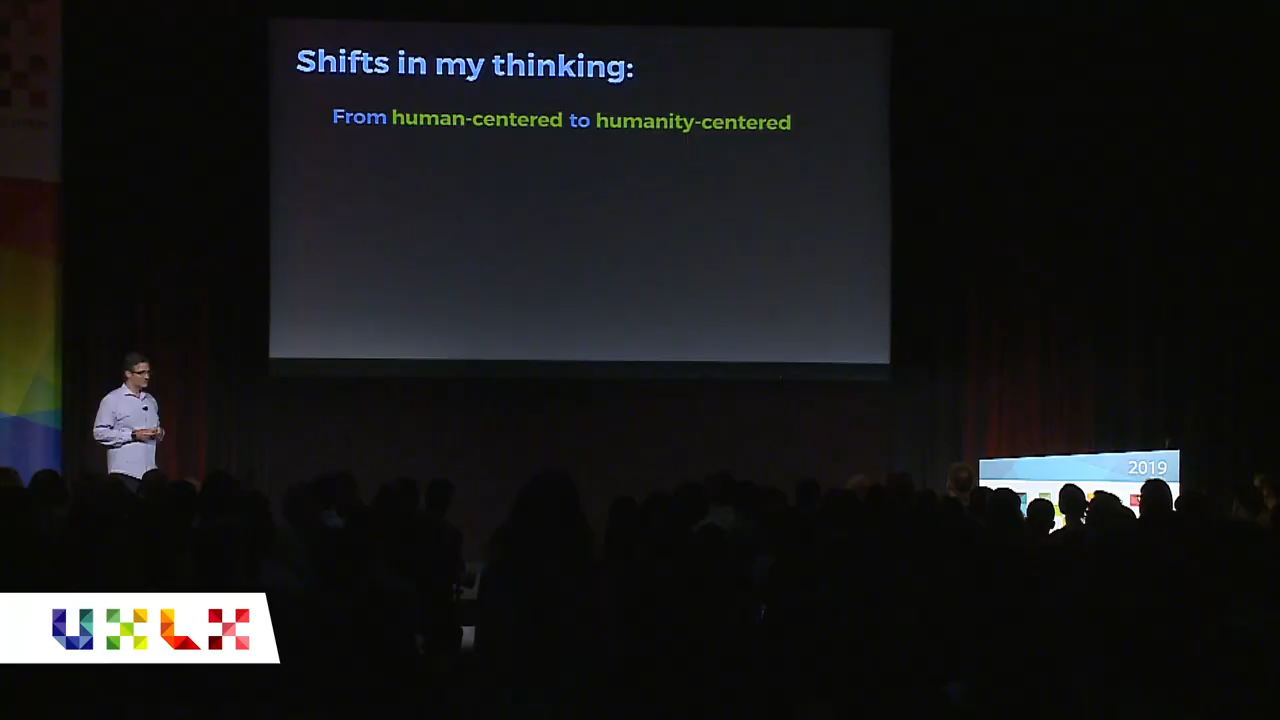 Shifts in my thinking:
From human-centered to humanity-centered
2019
UXLX